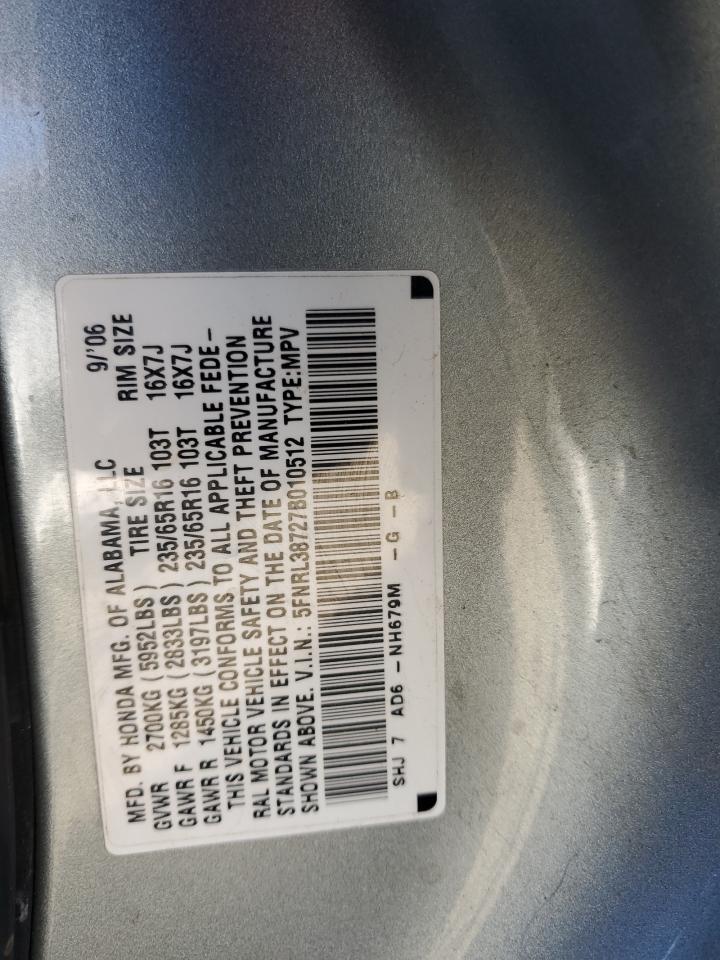 MFD. BY HONDA MFG. OF ALABAMA, LLC 9/'06
GVWR 2700KG (5952LBS) TIRE SIZE RIM SIZE
GAWR F 1285KG (2833LBS) 235/65R16 103T 16X7J
GAWR R 1450KG (3197LBS) 235/65R16 103T 16X7J
THIS VEHICLE CONFORMS TO ALL APPLICABLE FEDE-
RAL MOTOR VEHICLE SAFETY AND THEFT PREVENTION
STANDARDS IN EFFECT ON THE DATE OF MANUFACTURE
SHOWN ABOVE. V.I.N.: 5FNRL38727B010512 TYPE:MPV
SHJ 7 AD6 -NH679M -G -B